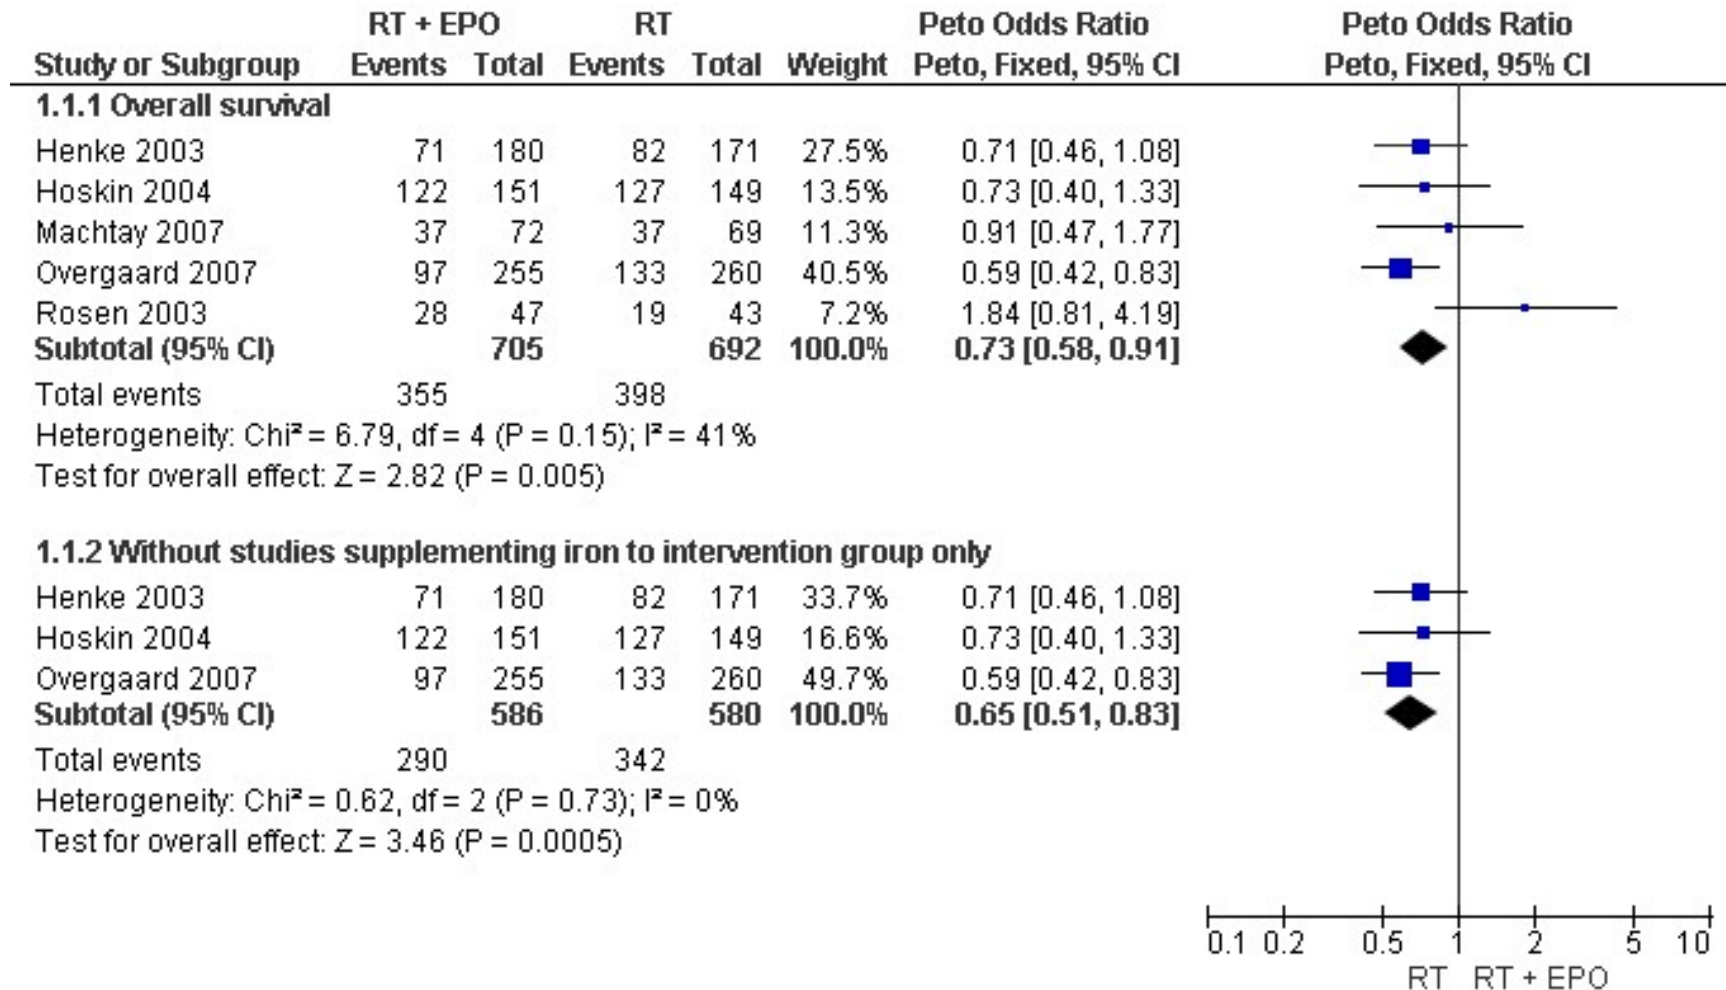 RT + EPO RT Peto Odds Ratio Peto Odds Ratio
Study or Subgroup Events Total Events Total Weight Peto, Fixed, 95% CI Peto, Fixed, 95% CI
1.1.1 Overall survival
Henke 2003 71 180 82 171 27.5% 0.71 [0.46, 1.08]
Hoskin 2004 122 151 127 149 13.5% 0.73 [0.40, 1.33]
Machtay 2007 37 72 37 69 11.3% 0.91 [0.47, 1.77]
Overgaard 2007 97 255 133 260 40.5% 0.59 [0.42, 0.83]
Rosen 2003 28 47 19 43 7.2% 1.84 [0.81, 4.19]
Subtotal (95% CI) 705 692 100.0% 0.73 [0.58, 0.91]
Total events 355 398
Heterogeneity: Chi² = 6.79, df = 4 (P = 0.15); I² = 41%
Test for overall effect: Z = 2.82 (P = 0.005)
1.1.2 Without studies supplementing iron to intervention group only
Henke 2003 71 180 82 171 33.7% 0.71 [0.46, 1.08]
Hoskin 2004 122 151 127 149 16.6% 0.73 [0.40, 1.33]
Overgaard 2007 97 255 133 260 49.7% 0.59 [0.42, 0.83]
Subtotal (95% CI) 586 580 100.0% 0.65 [0.51, 0.83]
Total events 290 342
Heterogeneity: Chi² = 0.62, df = 2 (P = 0.73); I² = 0%
Test for overall effect: Z = 3.46 (P = 0.0005)
0.1 0.2 0.5 1 2 5 10
RT RT + EPO